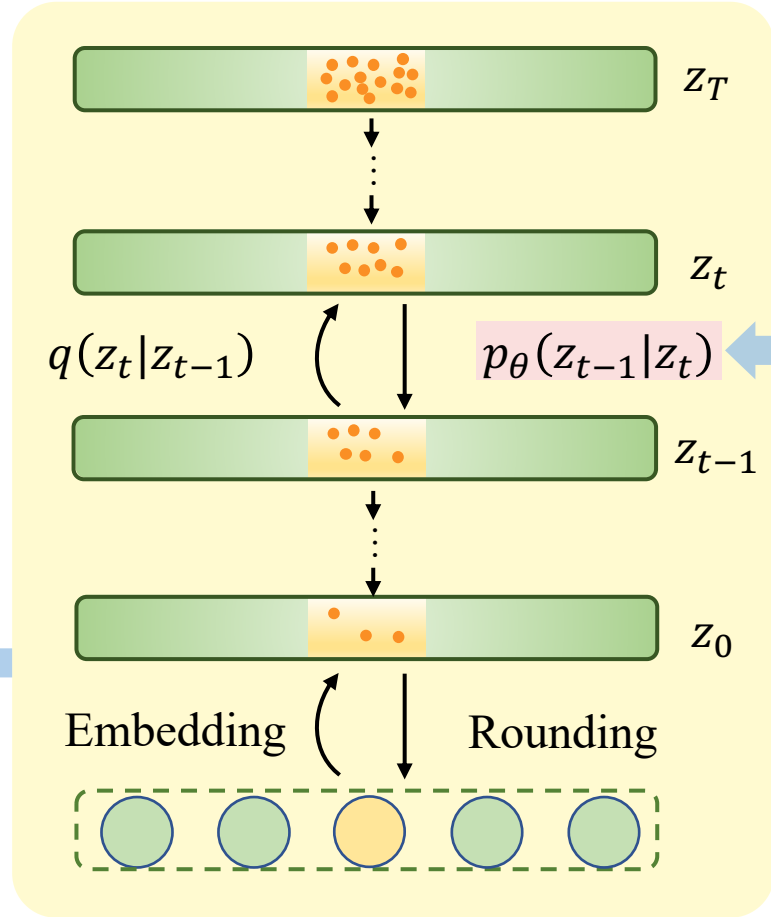 z_T
⋮
z_t
q(z_t|z_{t−1}) p_θ(z_{t−1}|z_t)
z_{t−1}
⋮
z_0
Embedding Rounding